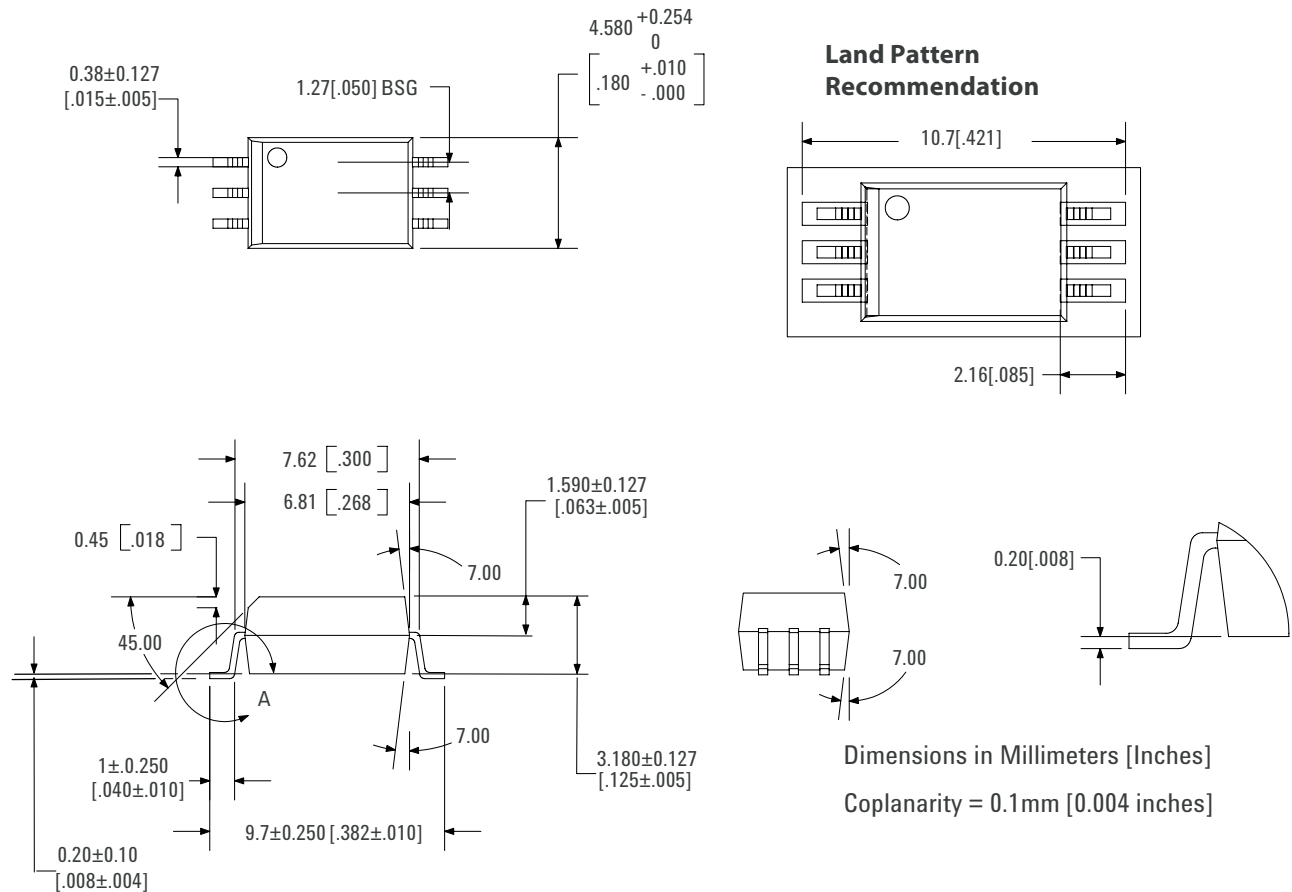 4.580 +0.254
0
[.180 +.010
- .000]
0.38±0.127
[.015±.005]
1.27[.050] BSG
Land Pattern
Recommendation
10.7[.421]
2.16[.085]
7.62 [.300 ]
6.81 [.268 ]
1.590±0.127
[.063±.005]
0.45 [.018 ]
7.00
45.00
A
7.00
1±.0.250
[.040±.010]
9.7±0.250 [.382±.010]
3.180±0.127
[.125±.005]
0.20±0.10
[.008±.004]
7.00
7.00
0.20[.008]
Dimensions in Millimeters [Inches]
Coplanarity = 0.1mm [0.004 inches]